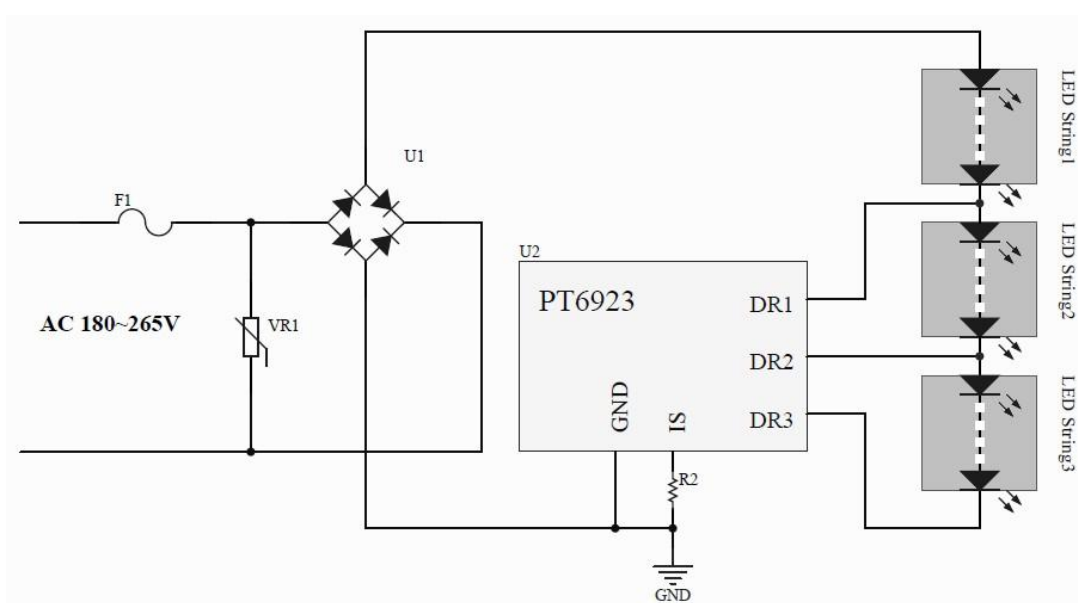 U1
F1
AC 180~265V
VR1
U2
PT6923
DR1
DR2
DR3
GND
IS
R2
GND
LED String1
LED String2
LED String3